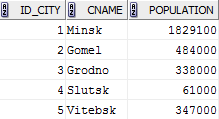 ID_CITY CNAME POPULATION
1 Minsk 1829100
2 Gomel 484000
3 Grodno 338000
4 Slutsk 61000
5 Vitebsk 347000